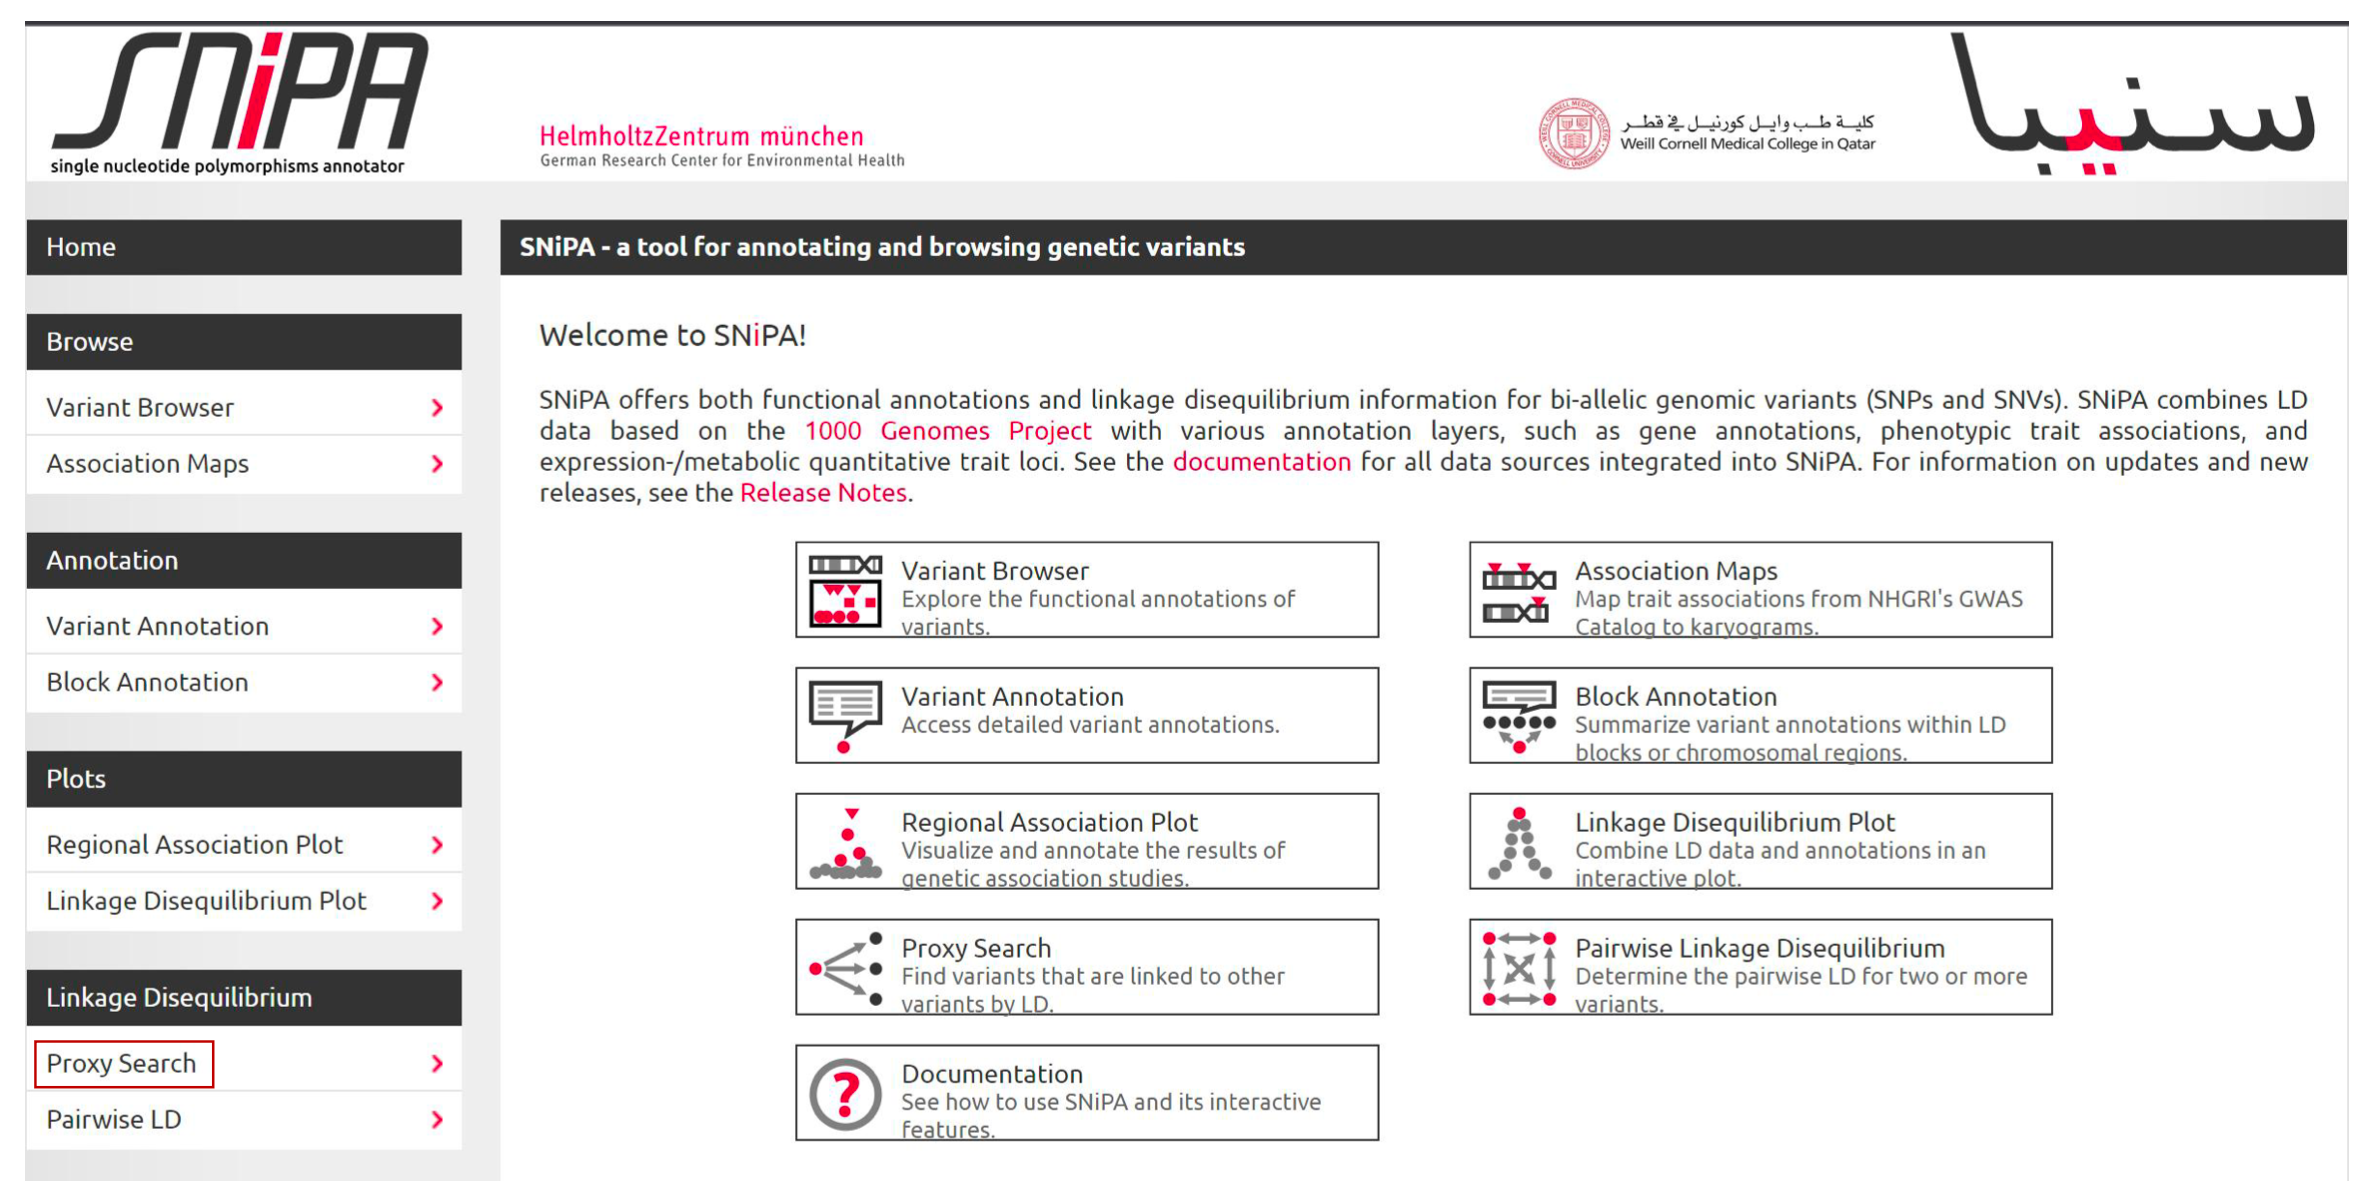 SNiPA
single nucleotide polymorphisms annotator
HelmholtzZentrum münchen
German Research Center for Environmental Health
كليــة طــب وايــل كورنيــل في قطــر
Weill Cornell Medical College in Qatar
سنيبا
Home
Browse
Variant Browser
Association Maps
Annotation
Variant Annotation
Block Annotation
Plots
Regional Association Plot
Linkage Disequilibrium Plot
Linkage Disequilibrium
Proxy Search
Pairwise LD
SNiPA - a tool for annotating and browsing genetic variants
Welcome to SNiPA!
SNiPA offers both functional annotations and linkage disequilibrium information for bi-allelic genomic variants (SNPs and SNVs). SNiPA combines LD
data based on the 1000 Genomes Project with various annotation layers, such as gene annotations, phenotypic trait associations, and
expression-/metabolic quantitative trait loci. See the documentation for all data sources integrated into SNiPA. For information on updates and new
releases, see the Release Notes.
Variant Browser
Explore the functional annotations of
variants.
Association Maps
Map trait associations from NHGRI's GWAS
Catalog to karyograms.
Variant Annotation
Access detailed variant annotations.
Block Annotation
Summarize variant annotations within LD
blocks or chromosomal regions.
Regional Association Plot
Visualize and annotate the results of
genetic association studies.
Linkage Disequilibrium Plot
Combine LD data and annotations in an
interactive plot.
Proxy Search
Find variants that are linked to other
variants by LD.
Pairwise Linkage Disequilibrium
Determine the pairwise LD for two or more
variants.
?
Documentation
See how to use SNiPA and its interactive
features.